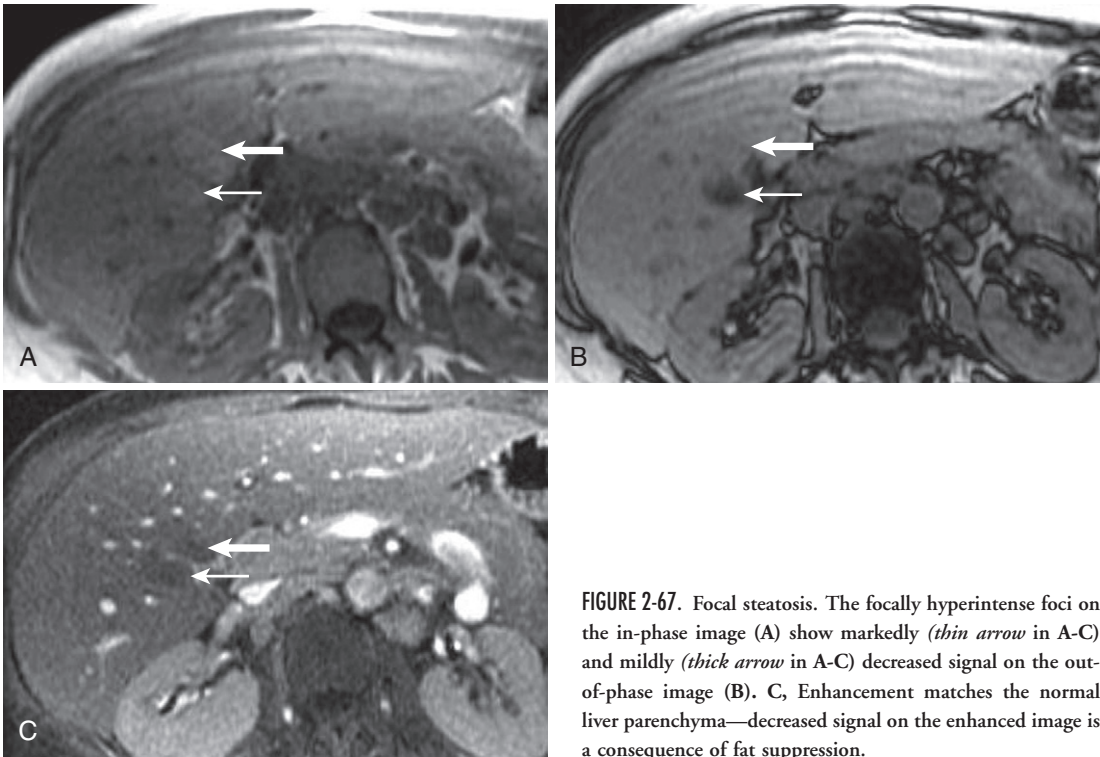 A
B
C
FIGURE 2-67. Focal steatosis. The focally hyperintense foci on
the in-phase image (A) show markedly (thin arrow in A-C)
and mildly (thick arrow in A-C) decreased signal on the out-
of-phase image (B). C, Enhancement matches the normal
liver parenchyma—decreased signal on the enhanced image is
a consequence of fat suppression.